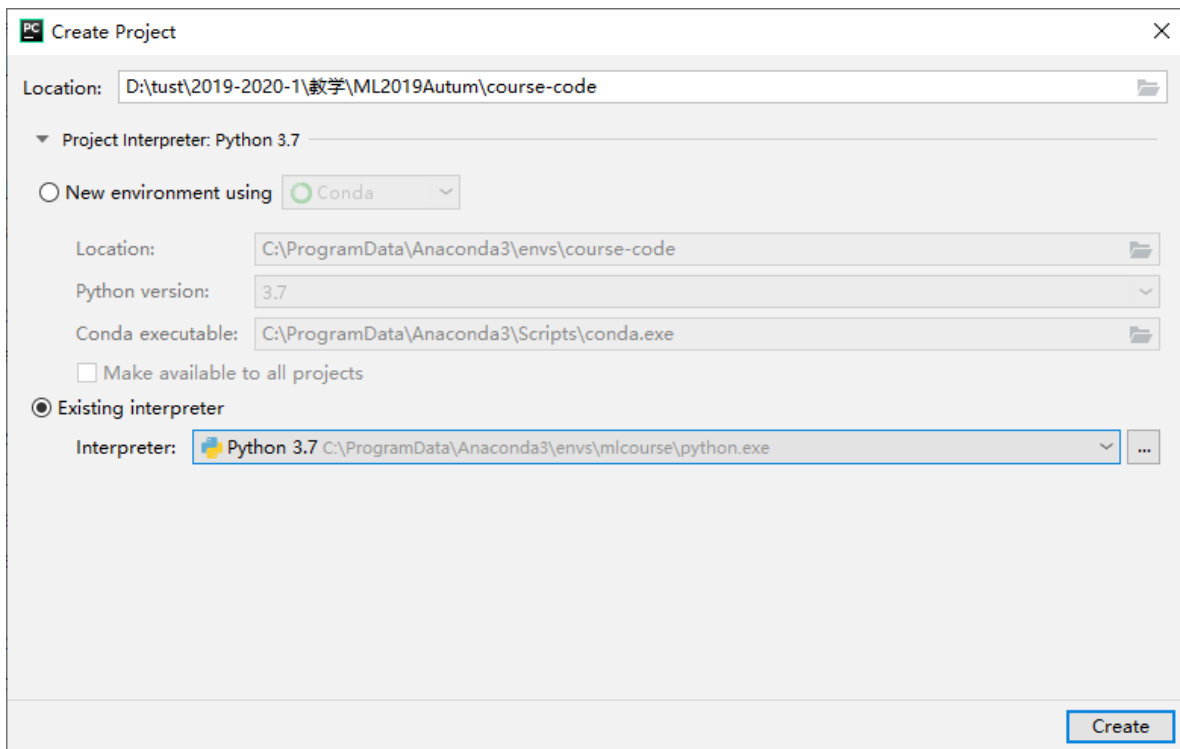 PC Create Project
Location: D:\tust\2019-2020-1\教学\ML2019Autum\course-code
Project Interpreter: Python 3.7
New environment using Conda
Location: C:\ProgramData\Anaconda3\envs\course-code
Python version: 3.7
Conda executable: C:\ProgramData\Anaconda3\Scripts\conda.exe
Make available to all projects
Existing interpreter
Interpreter: Python 3.7 C:\ProgramData\Anaconda3\envs\mlcourse\python.exe ...
Create